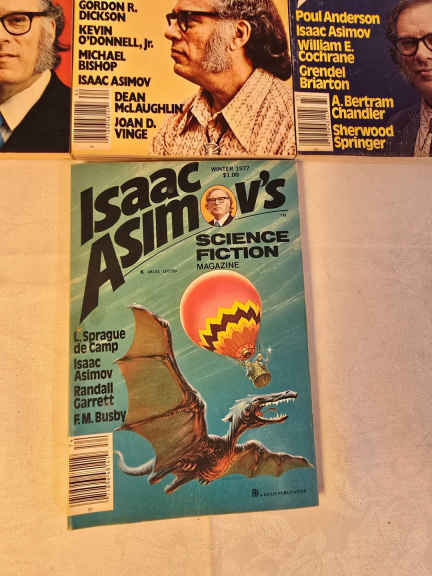 GORDON R.
DICKSON
KEVIN
O'DONNELL, Jr.
MICHAEL
BISHOP
ISAAC ASIMOV
DEAN
McLAUGHLIN
JOAN D.
VINGE
Poul Anderson
Isaac Asimov
William E.
Cochrane
Grendel
Briarton
A. Bertram
Chandler
Sherwood
Springer
WINTER 1977
$1.00
Isaac
Asimov's
SCIENCE
FICTION
MAGAZINE
L. Sprague
de Camp
Isaac
Asimov
Randall
Garrett
F.M. Busby